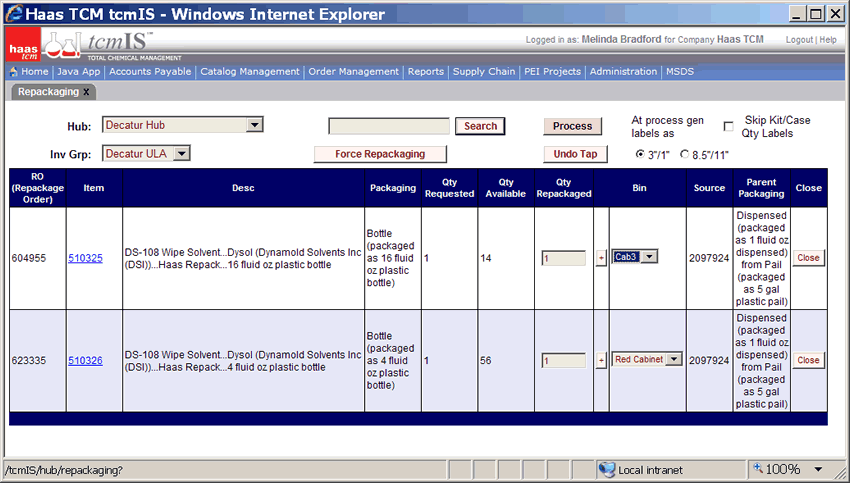 Haas TCM tcmIS - Windows Internet Explorer
haas tcm
tcmIS™
TOTAL CHEMICAL MANAGEMENT
Logged in as: Melinda Bradford for Company Haas TCM
Logout | Help
Home | Java App | Accounts Payable | Catalog Management | Order Management | Reports | Supply Chain | PEI Projects | Administration | MSDS
Repackaging x
Hub: Decatur Hub
Search
Process
At process gen labels as
Skip Kit/Case Qty Labels
Inv Grp: Decatur ULA
Force Repackaging
Undo Tap
3"/1" 8.5"/11"
RO (Repackage Order) Item Desc Packaging Qty Requested Qty Available Qty Repackaged Bin Source Parent Packaging Close
604955 510325 DS-108 Wipe Solvent...Dysol (Dynamold Solvents Inc (DSI))...Haas Repack...16 fluid oz plastic bottle Bottle (packaged as 16 fluid oz plastic bottle) 1 14 1 + Cab3 2097924 Dispensed (packaged as 1 fluid oz dispensed) from Pail (packaged as 5 gal plastic pail) Close
623335 510326 DS-108 Wipe Solvent...Dysol (Dynamold Solvents Inc (DSI))...Haas Repack...4 fluid oz plastic bottle Bottle (packaged as 4 fluid oz plastic bottle) 1 56 1 + Red Cabinet 2097924 Dispensed (packaged as 1 fluid oz dispensed) from Pail (packaged as 5 gal plastic pail) Close
/tcmIS/hub/repackaging?
Local intranet
100%